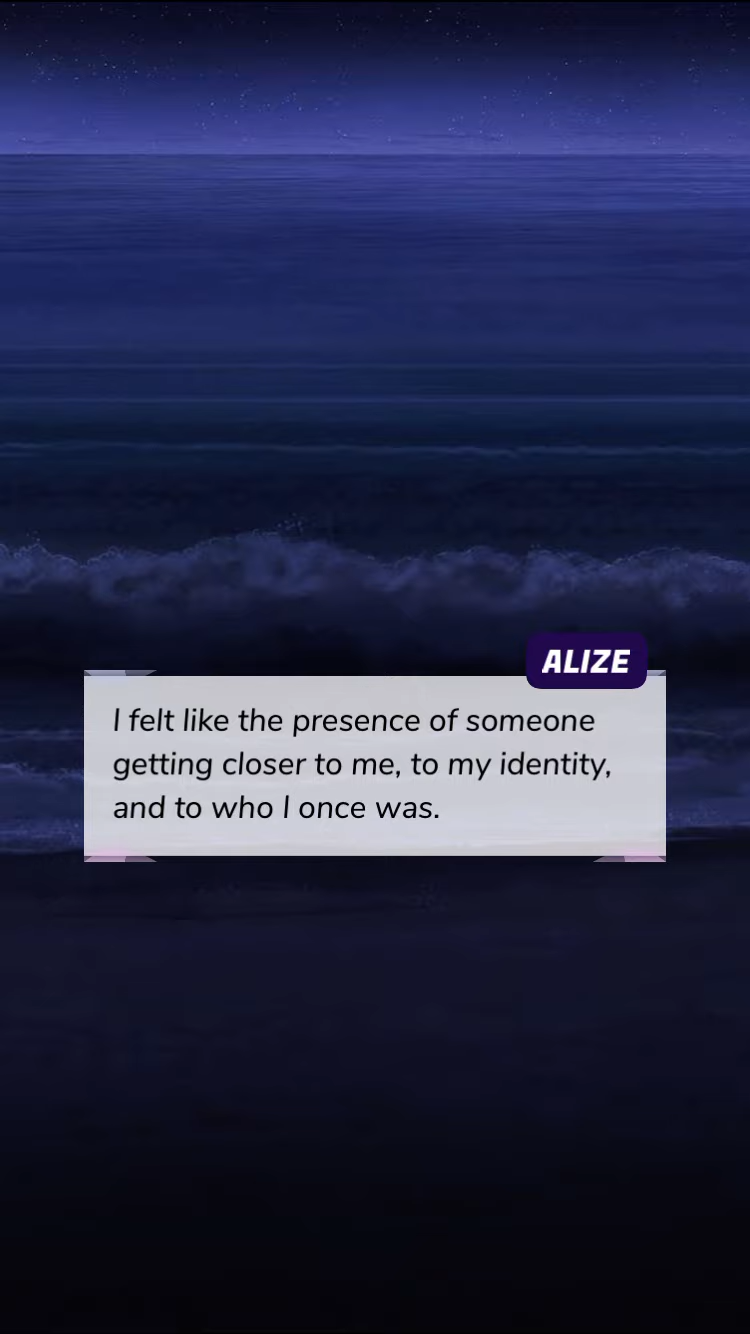 ALIZE
I felt like the presence of someone
getting closer to me, to my identity,
and to who I once was.